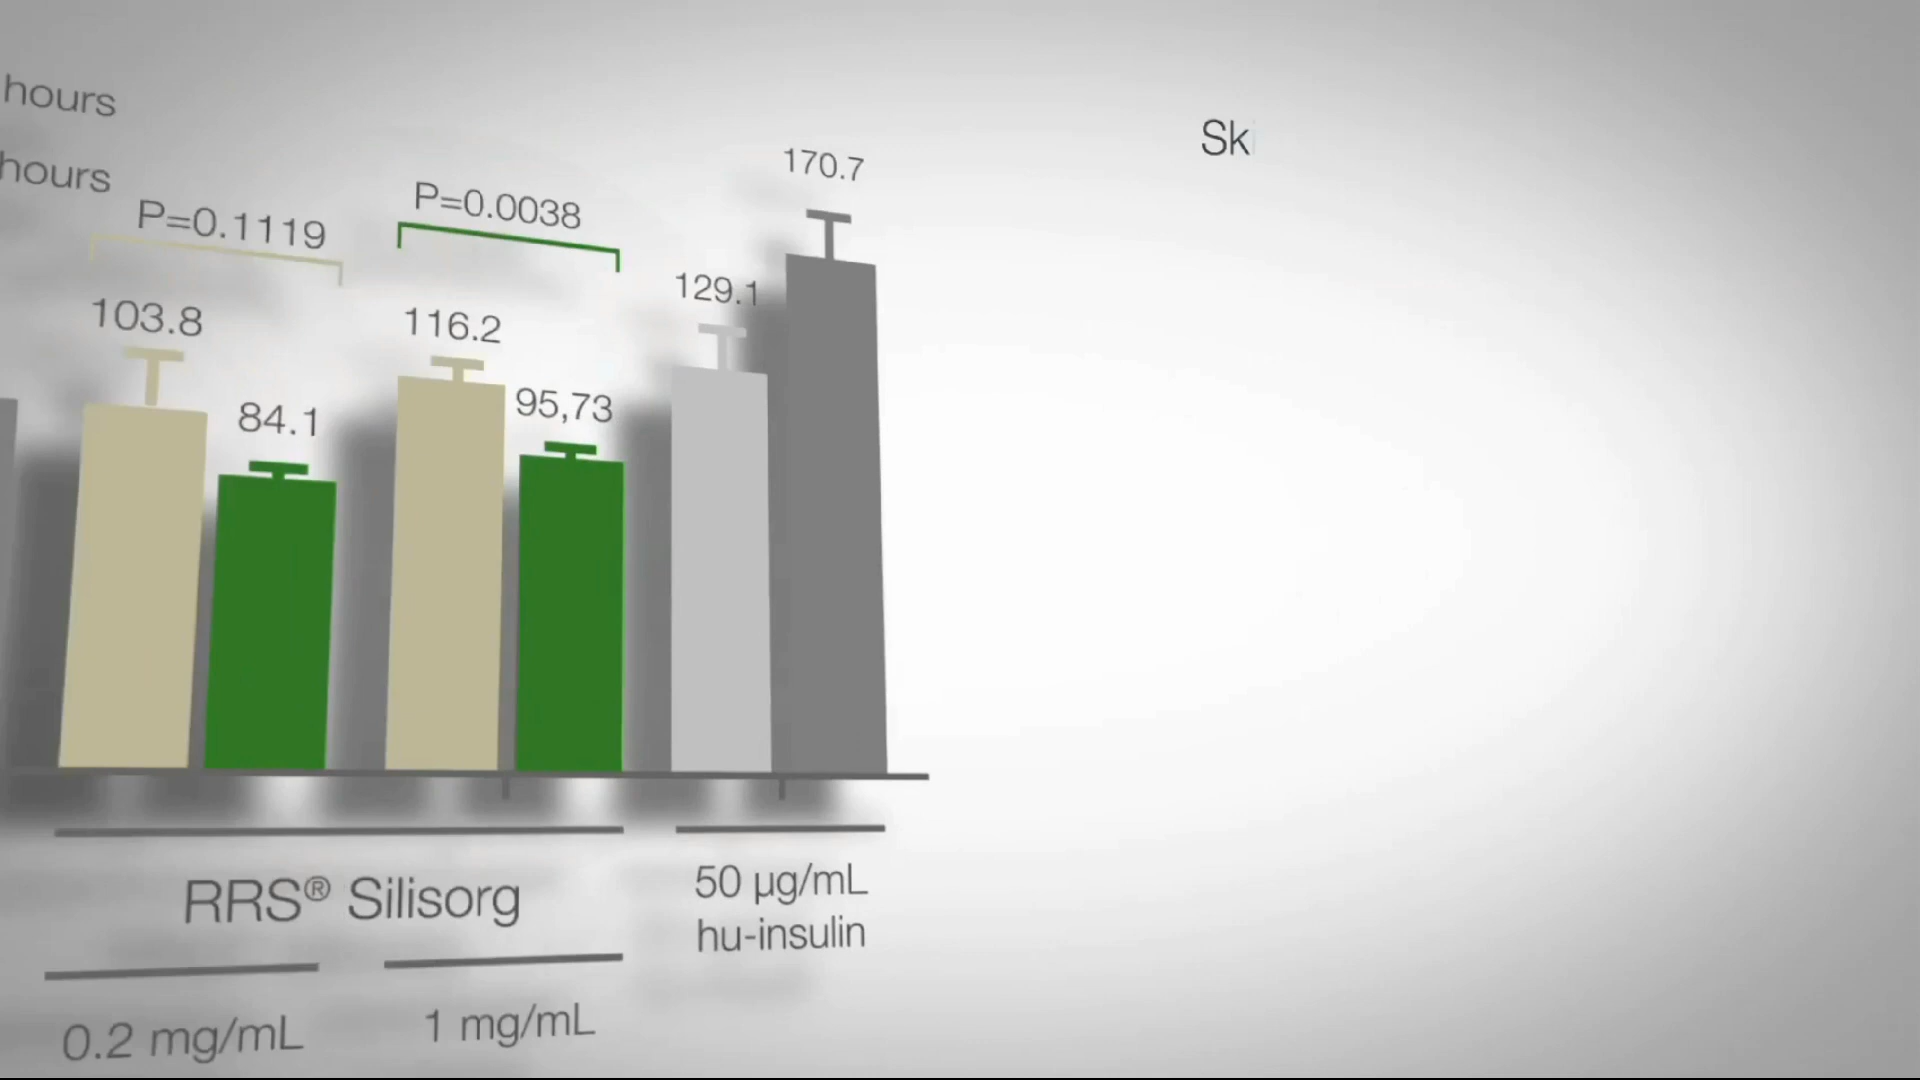 hours
hours
P=0.1119
P=0.0038
103.8
84.1
116.2
95,73
129.1
170.7
Sk
RRS® Silisorg
50 µg/mL
hu-insulin
0.2 mg/mL
1 mg/mL